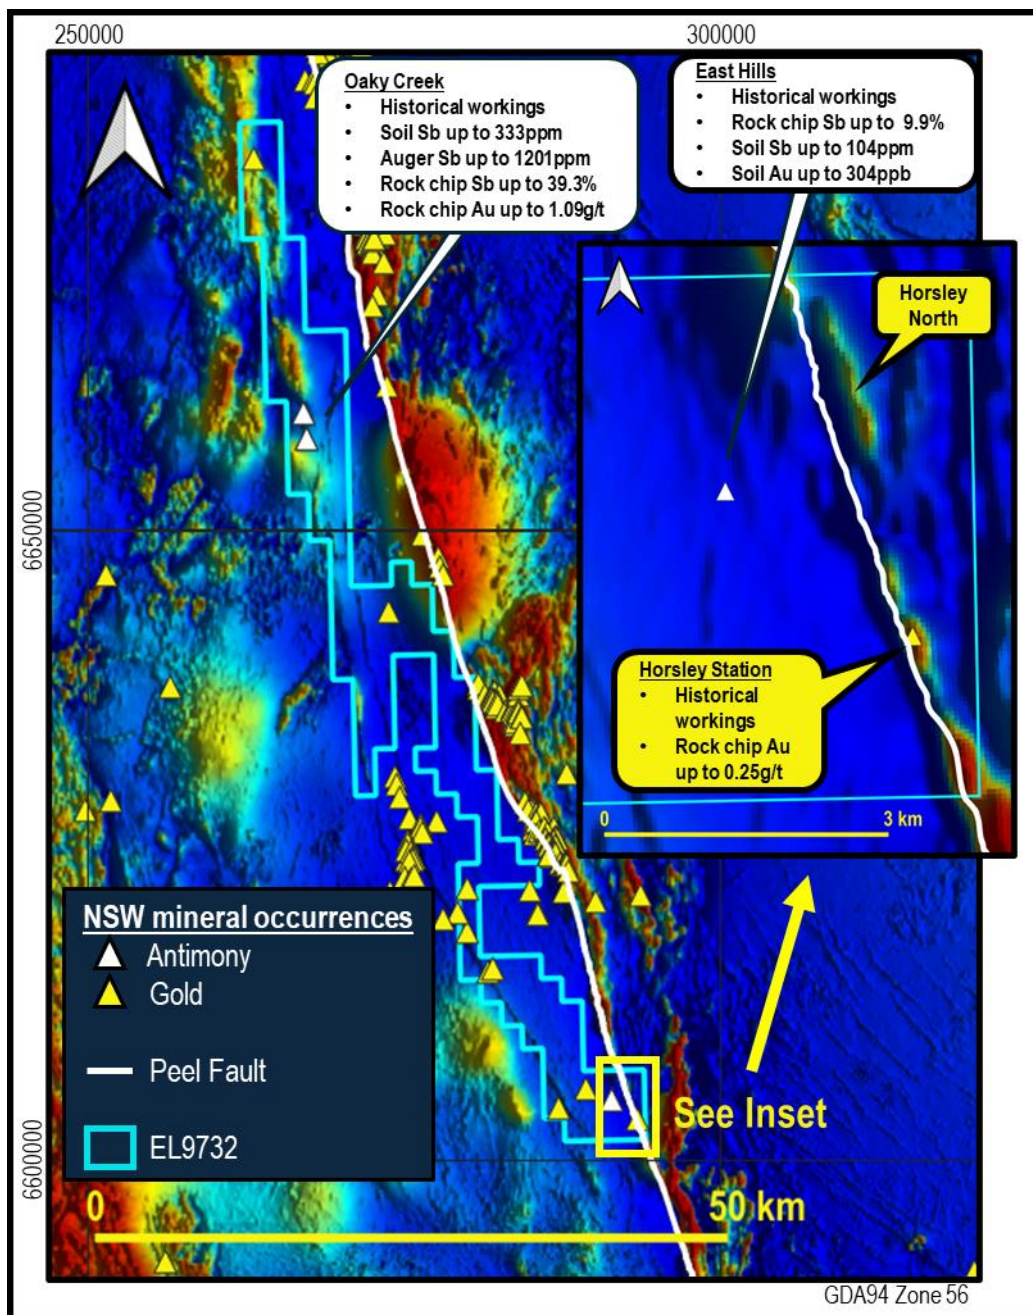 250000
300000
Oaky Creek
• Historical workings
• Soil Sb up to 333ppm
• Auger Sb up to 1201ppm
• Rock chip Sb up to 39.3%
• Rock chip Au up to 1.09g/t
East Hills
• Historical workings
• Rock chip Sb up to 9.9%
• Soil Sb up to 104ppm
• Soil Au up to 304ppb
Horsley
North
6650000
Horsley Station
• Historical
workings
• Rock chip Au
up to 0.25g/t
0
3 km
NSW mineral occurrences
Antimony
Gold
Peel Fault
EL9732
See Inset
6600000
0
50 km
GDA94 Zone 56